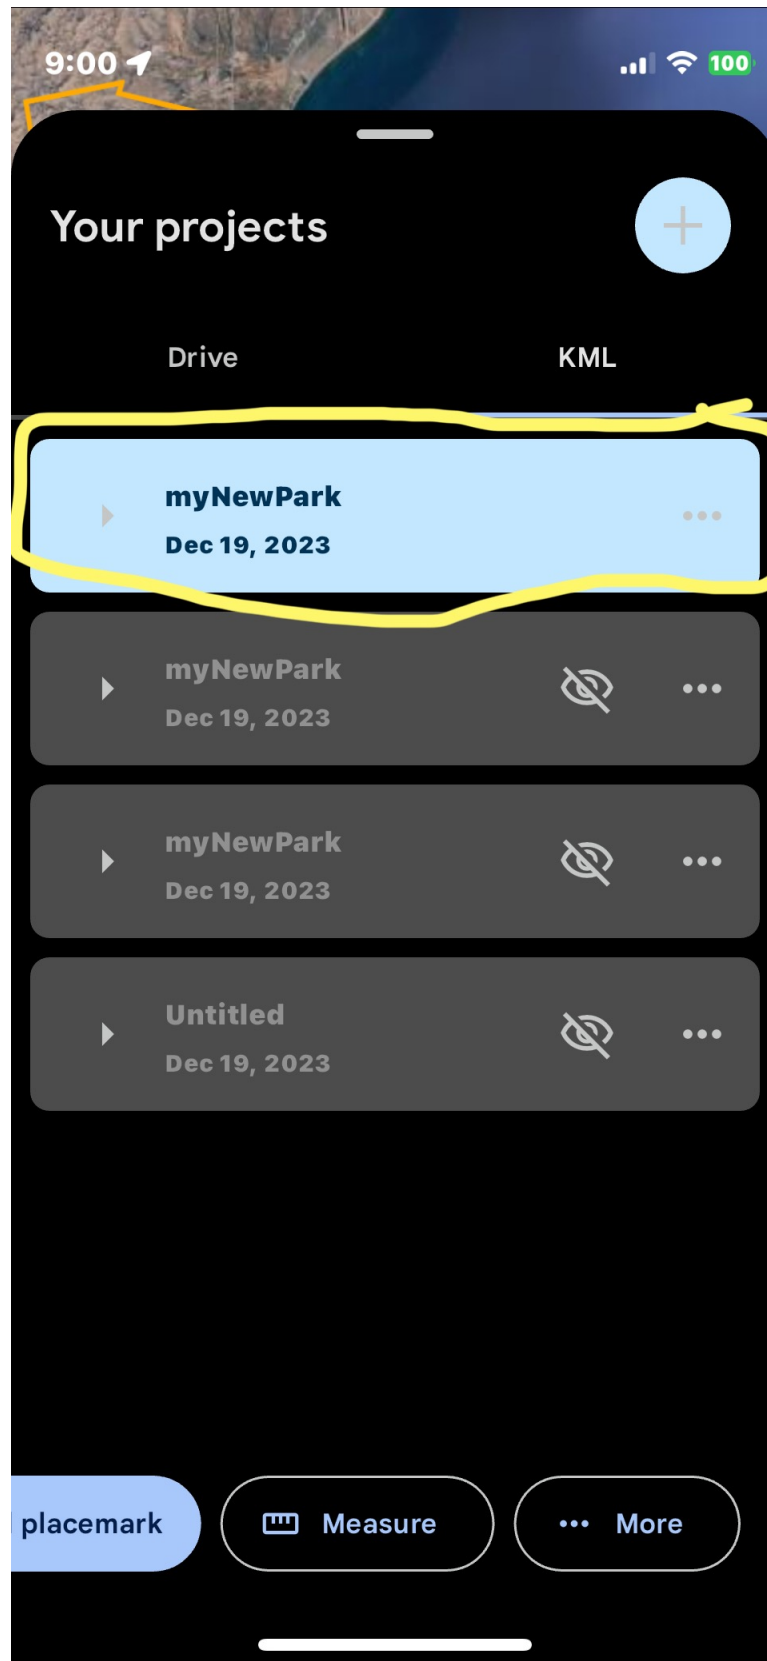 9:00
100
Your projects
Drive
KML
myNewPark
Dec 19, 2023
myNewPark
Dec 19, 2023
myNewPark
Dec 19, 2023
Untitled
Dec 19, 2023
placemark
Measure
More